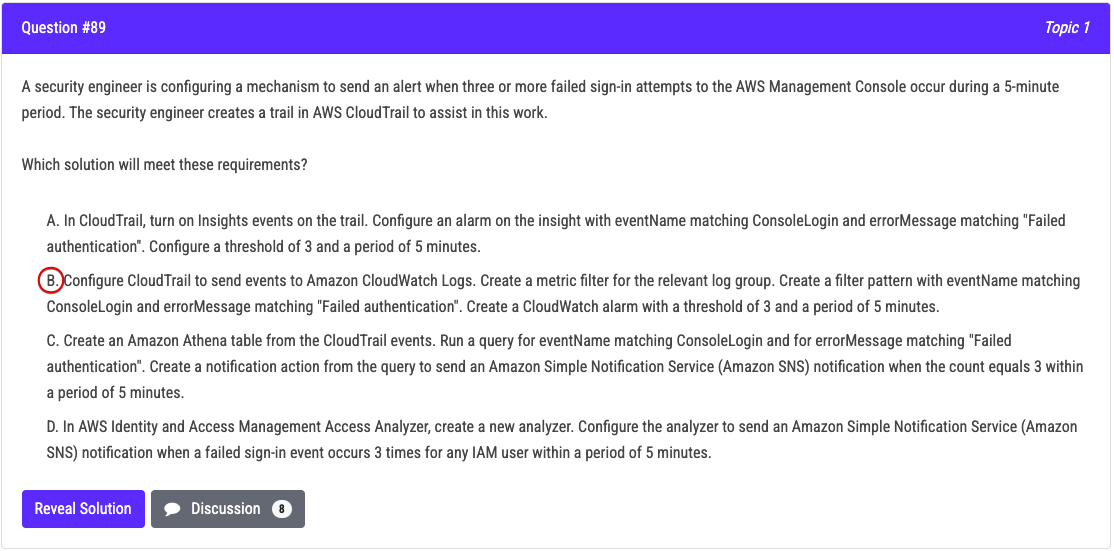 Question #89
Topic 1
A security engineer is configuring a mechanism to send an alert when three or more failed sign-in attempts to the AWS Management Console occur during a 5-minute
period. The security engineer creates a trail in AWS CloudTrail to assist in this work.
Which solution will meet these requirements?
A. In CloudTrail, turn on Insights events on the trail. Configure an alarm on the insight with eventName matching ConsoleLogin and errorMessage matching "Failed
authentication". Configure a threshold of 3 and a period of 5 minutes.
B. Configure CloudTrail to send events to Amazon CloudWatch Logs. Create a metric filter for the relevant log group. Create a filter pattern with eventName matching
ConsoleLogin and errorMessage matching "Failed authentication". Create a CloudWatch alarm with a threshold of 3 and a period of 5 minutes.
C. Create an Amazon Athena table from the CloudTrail events. Run a query for eventName matching ConsoleLogin and for errorMessage matching "Failed
authentication". Create a notification action from the query to send an Amazon Simple Notification Service (Amazon SNS) notification when the count equals 3 within
a period of 5 minutes.
D. In AWS Identity and Access Management Access Analyzer, create a new analyzer. Configure the analyzer to send an Amazon Simple Notification Service (Amazon
SNS) notification when a failed sign-in event occurs 3 times for any IAM user within a period of 5 minutes.
Reveal Solution
Discussion 8